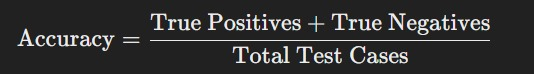 Accuracy = True Positives + True Negatives
Total Test Cases